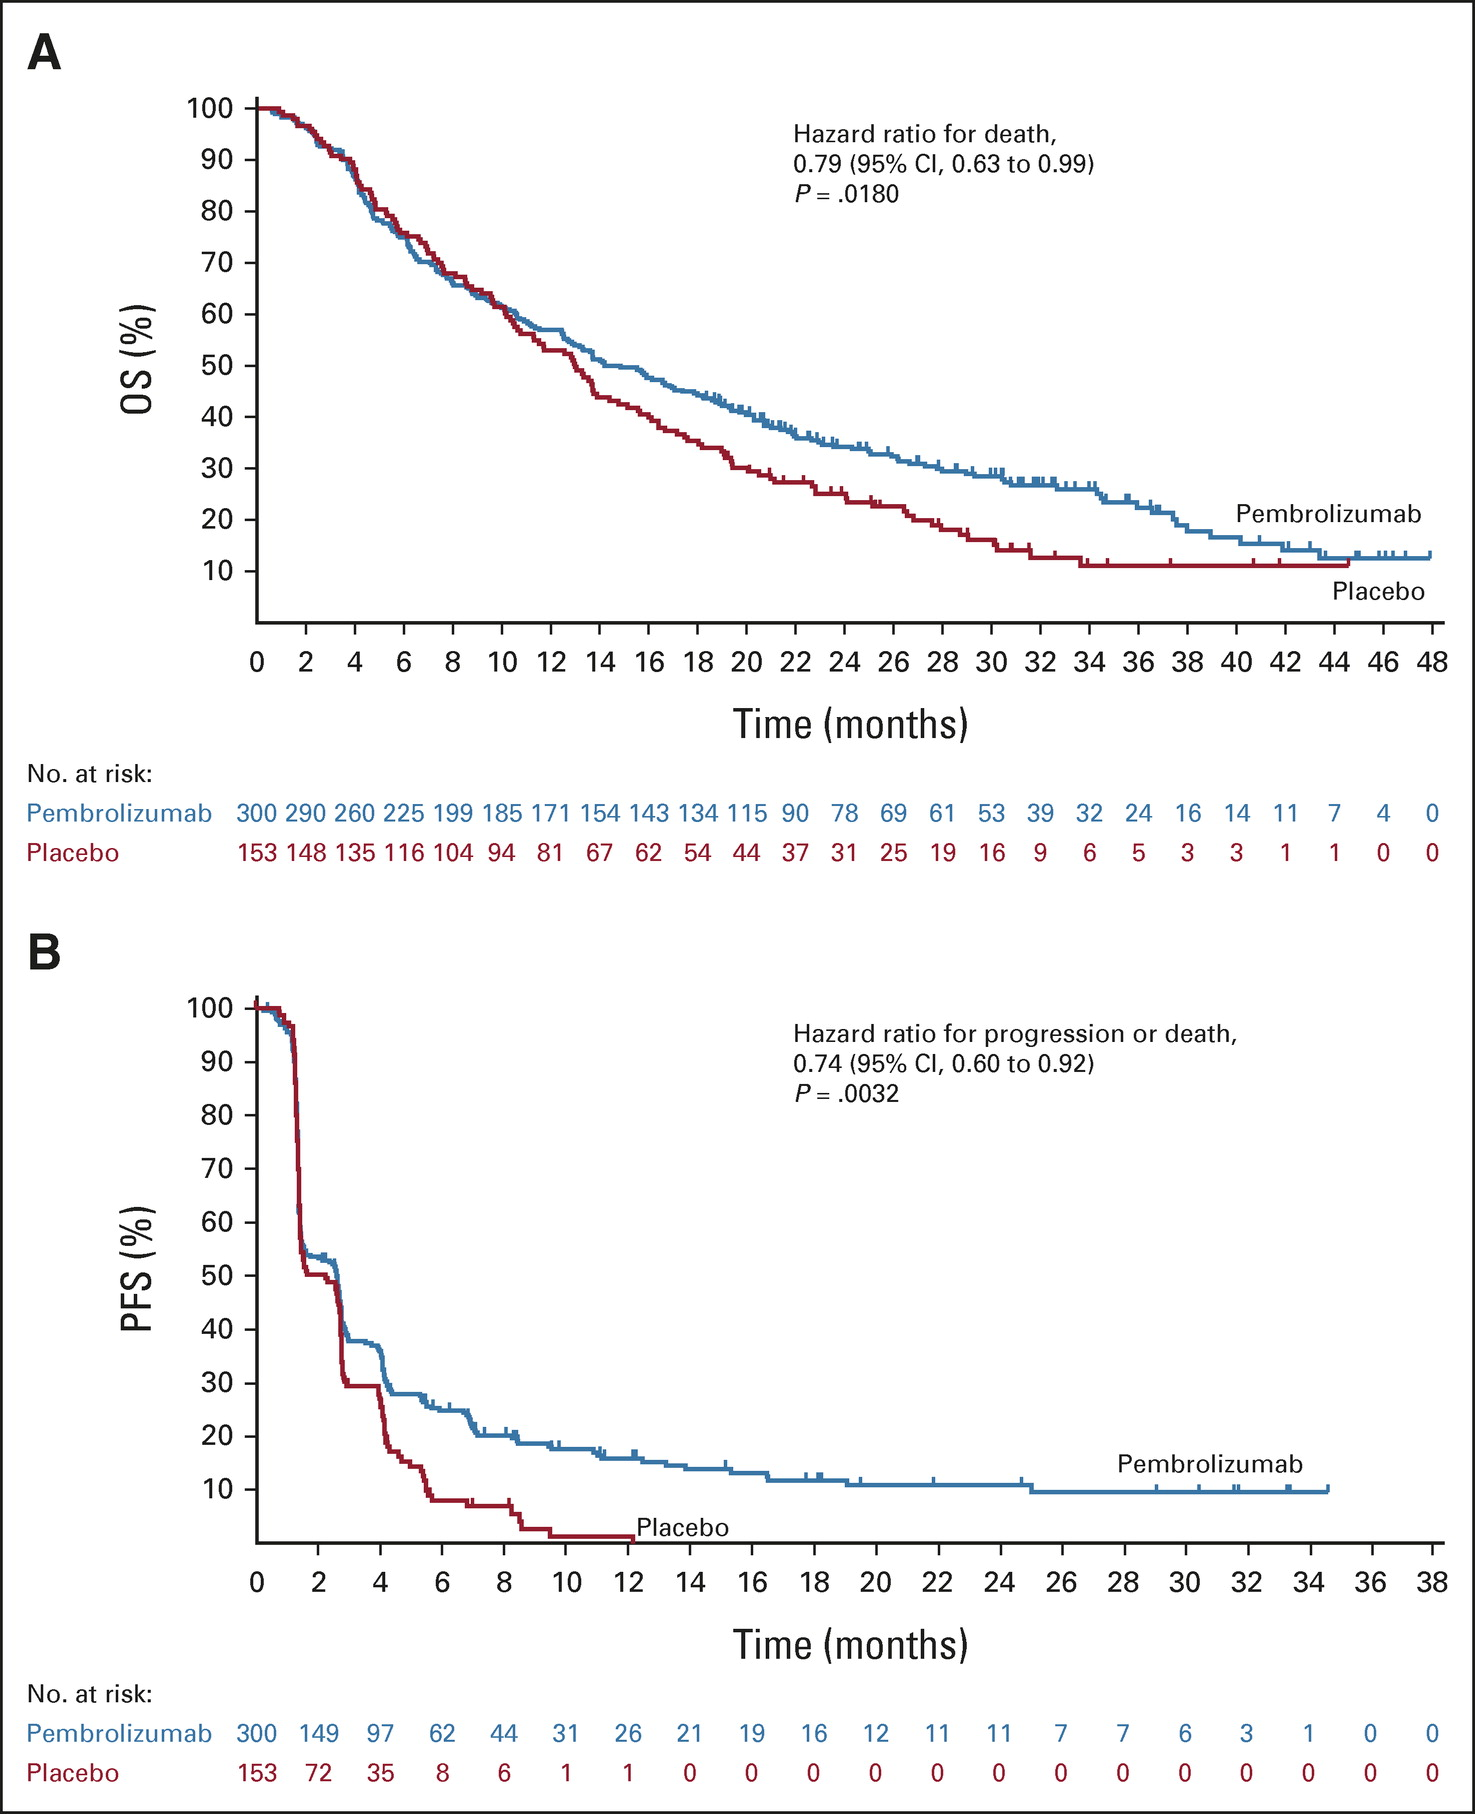 A
100
90
80
70
60
50
40
30
20
10
OS (%)
Hazard ratio for death,
0.79 (95% CI, 0.63 to 0.99)
P = .0180
Pembrolizumab
Placebo
0 2 4 6 8 10 12 14 16 18 20 22 24 26 28 30 32 34 36 38 40 42 44 46 48
Time (months)
No. at risk:
Pembrolizumab 300 290 260 225 199 185 171 154 143 134 115 90 78 69 61 53 39 32 24 16 14 11 7 4 0
Placebo 153 148 135 116 104 94 81 67 62 54 44 37 31 25 19 16 9 6 5 3 3 1 1 0 0
B
100
90
80
70
60
50
40
30
20
10
PFS (%)
Hazard ratio for progression or death,
0.74 (95% CI, 0.60 to 0.92)
P = .0032
Pembrolizumab
Placebo
0 2 4 6 8 10 12 14 16 18 20 22 24 26 28 30 32 34 36 38
Time (months)
No. at risk:
Pembrolizumab 300 149 97 62 44 31 26 21 19 16 12 11 11 7 7 6 3 1 0 0
Placebo 153 72 35 8 6 1 1 0 0 0 0 0 0 0 0 0 0 0 0 0